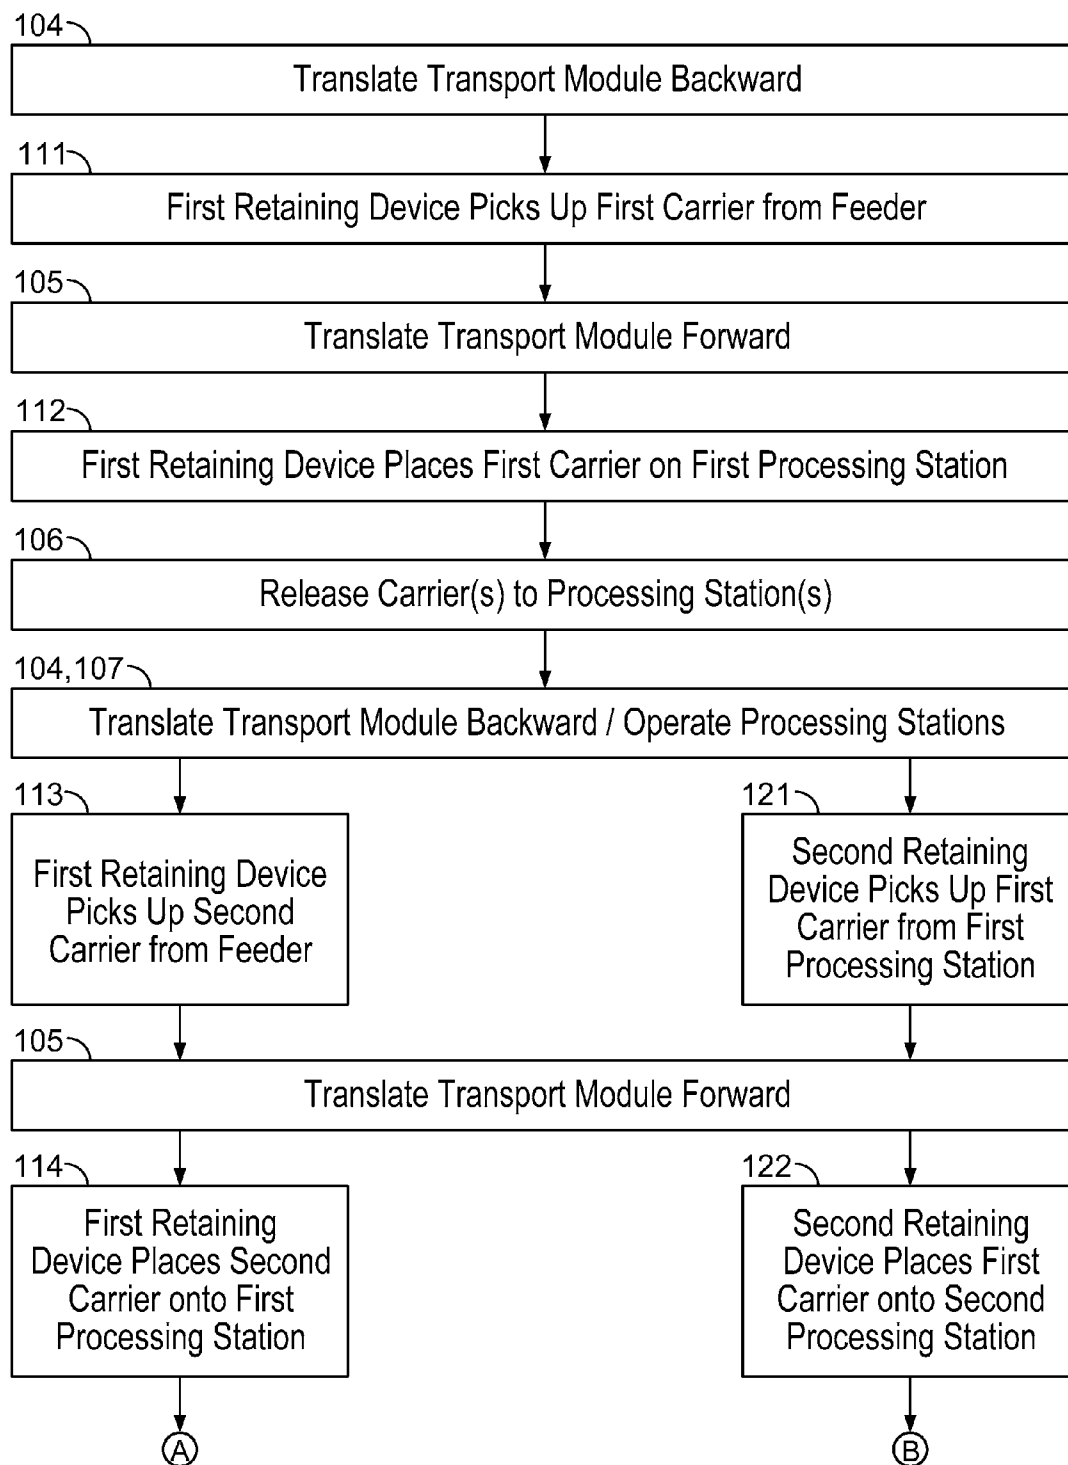 104
Translate Transport Module Backward
111
First Retaining Device Picks Up First Carrier from Feeder
105
Translate Transport Module Forward
112
First Retaining Device Places First Carrier on First Processing Station
106
Release Carrier(s) to Processing Station(s)
104,107
Translate Transport Module Backward / Operate Processing Stations
113
First Retaining Device
Picks Up Second
Carrier from Feeder
121
Second Retaining
Device Picks Up First
Carrier from First
Processing Station
105
Translate Transport Module Forward
114
First Retaining
Device Places Second
Carrier onto First
Processing Station
122
Second Retaining
Device Places First
Carrier onto Second
Processing Station
A
B